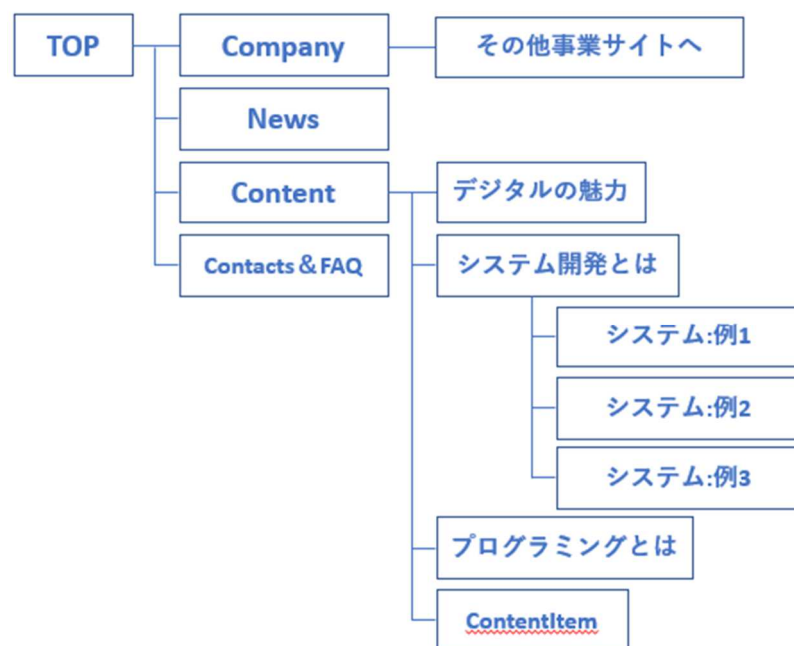 TOP
Company
その他事業サイトへ
News
Content
デジタルの魅力
Contacts＆FAQ
システム開発とは
システム:例1
システム:例2
システム:例3
プログラミングとは
ContentItem